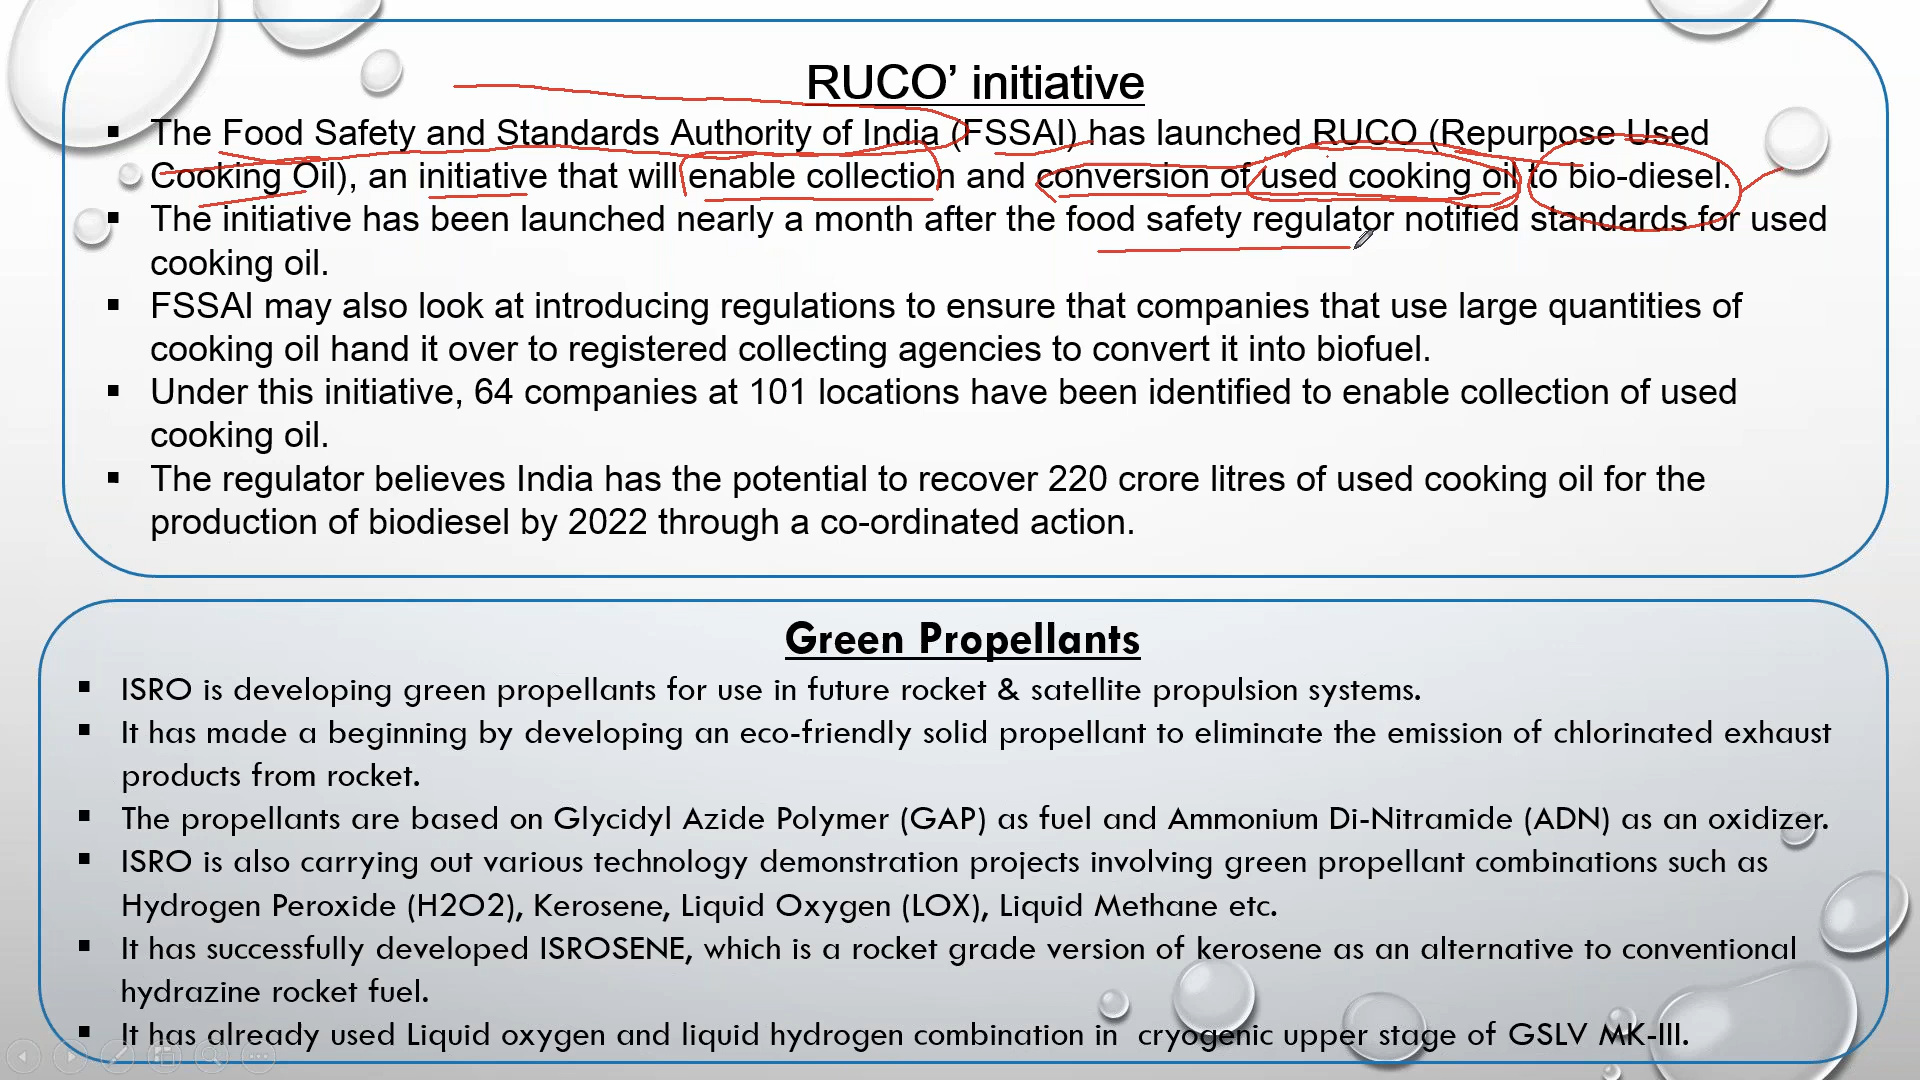 RUCO’ initiative
▪ The Food Safety and Standards Authority of India (FSSAI) has launched RUCO (Repurpose Used
Cooking Oil), an initiative that will enable collection and conversion of used cooking oil to bio-diesel.
▪ The initiative has been launched nearly a month after the food safety regulator notified standards for used
cooking oil.
▪ FSSAI may also look at introducing regulations to ensure that companies that use large quantities of
cooking oil hand it over to registered collecting agencies to convert it into biofuel.
▪ Under this initiative, 64 companies at 101 locations have been identified to enable collection of used
cooking oil.
▪ The regulator believes India has the potential to recover 220 crore litres of used cooking oil for the
production of biodiesel by 2022 through a co-ordinated action.
Green Propellants
▪ ISRO is developing green propellants for use in future rocket & satellite propulsion systems.
▪ It has made a beginning by developing an eco-friendly solid propellant to eliminate the emission of chlorinated exhaust
products from rocket.
▪ The propellants are based on Glycidyl Azide Polymer (GAP) as fuel and Ammonium Di-Nitramide (ADN) as an oxidizer.
▪ ISRO is also carrying out various technology demonstration projects involving green propellant combinations such as
Hydrogen Peroxide (H2O2), Kerosene, Liquid Oxygen (LOX), Liquid Methane etc.
▪ It has successfully developed ISROSENE, which is a rocket grade version of kerosene as an alternative to conventional
hydrazine rocket fuel.
▪ It has already used Liquid oxygen and liquid hydrogen combination in cryogenic upper stage of GSLV MK-III.